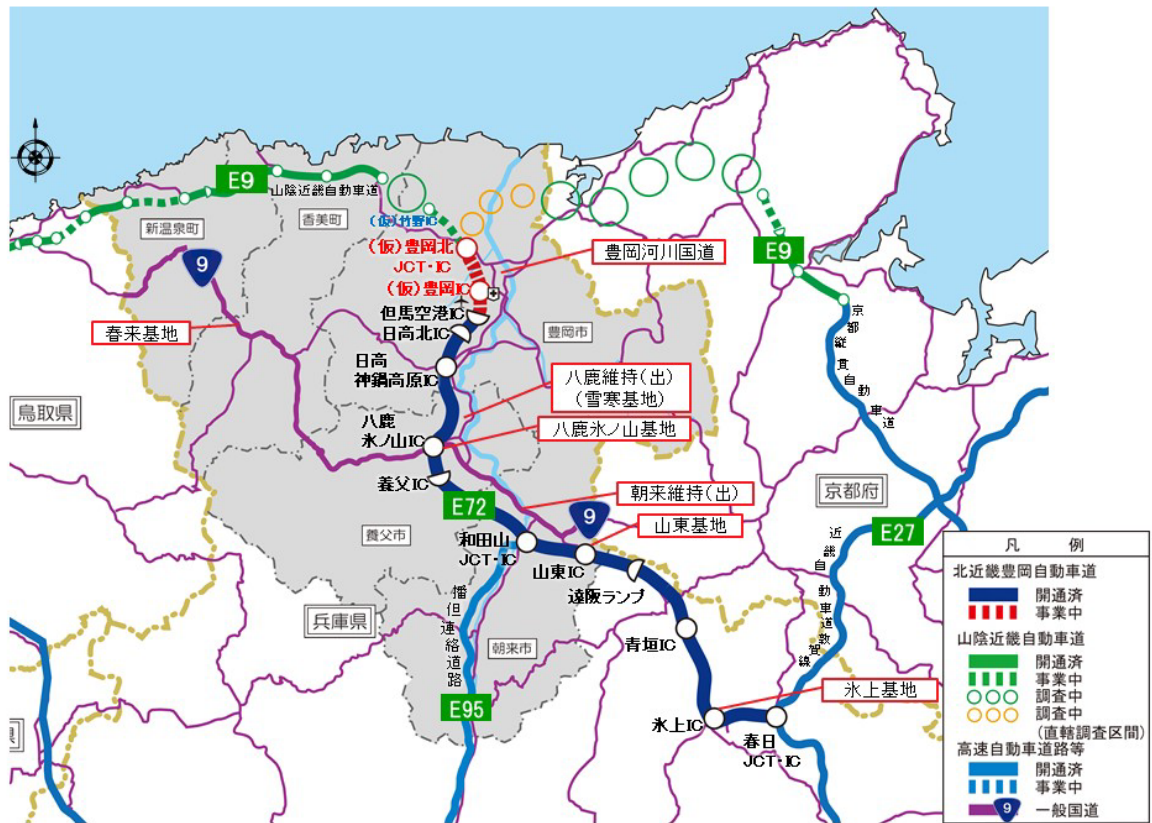 E9
山陰近畿自動車道
香美町
新温泉町
(仮)竹野IC
(仮)豊岡北
JCT・IC
(仮)豊岡IC
豊岡河川国道
E9
9
但馬空港IC
日高北IC
豊岡市
春来基地
京都縦貫自動車道
日高
神鍋高原IC
八鹿維持(出)
(雪寒基地)
鳥取県
八鹿
氷ノ山IC
八鹿氷ノ山基地
養父IC
朝来維持(出)
京都府
E72
9
山東基地
養父市
和田山
JCT・IC
山東IC
E27
近畿自動車道敦賀線
遠阪ランプ
播但連絡道路
兵庫県
朝来市
青垣IC
E95
氷上基地
氷上IC
春日
JCT・IC
凡 例
北近畿豊岡自動車道
開通済
事業中
山陰近畿自動車道
開通済
事業中
調査中
調査中
(直轄調査区間)
高速自動車道路等
開通済
事業中
9 一般国道